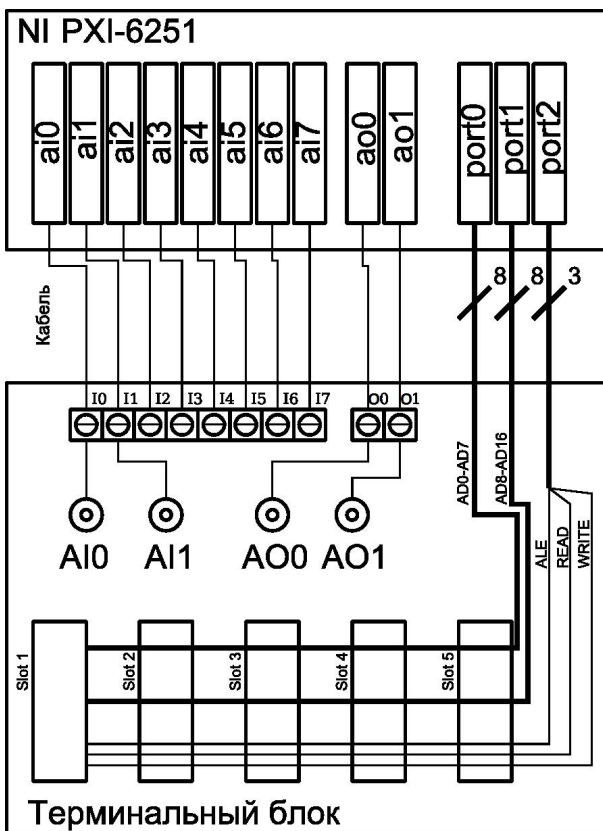 NI PXI-6251
ai0 ai1 ai2 ai3 ai4 ai5 ai6 ai7 ao0 ao1 port0 port1 port2
8 8 3
Кабель
I0 I1 I2 I3 I4 I5 I6 I7 O0 O1
AD0-AD7
AD8-AD16
ALE
READ
WRITE
AI0 AI1 AO0 AO1
Slot 1
Slot 2
Slot 3
Slot 4
Slot 5
Терминальный блок